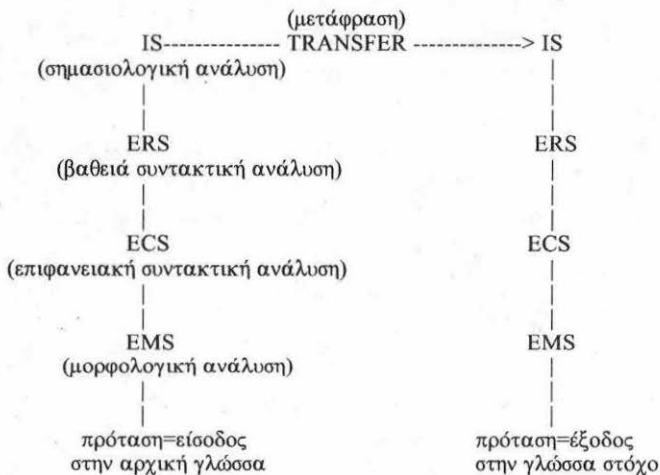 (μετάφραση)
IS-------------- TRANSFER --------------> IS
(σημασιολογική ανάλυση)
ERS ERS
(βαθειά συντακτική ανάλυση)
ECS ECS
(επιφανειακή συντακτική ανάλυση)
EMS EMS
(μορφολογική ανάλυση)
πρόταση=είσοδος πρόταση=έξοδος
στην αρχική γλώσσα στην γλώσσα στόχο